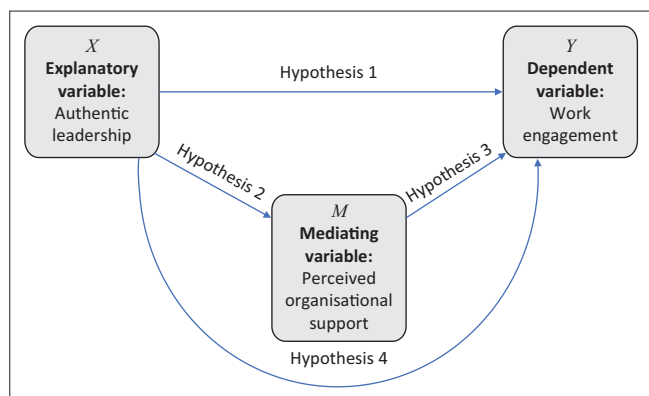 X
Explanatory
variable:
Authentic
leadership
Hypothesis 1
Y
Dependent
variable:
Work
engagement
Hypothesis 2
Hypothesis 3
M
Mediating
variable:
Perceived
organisational
support
Hypothesis 4